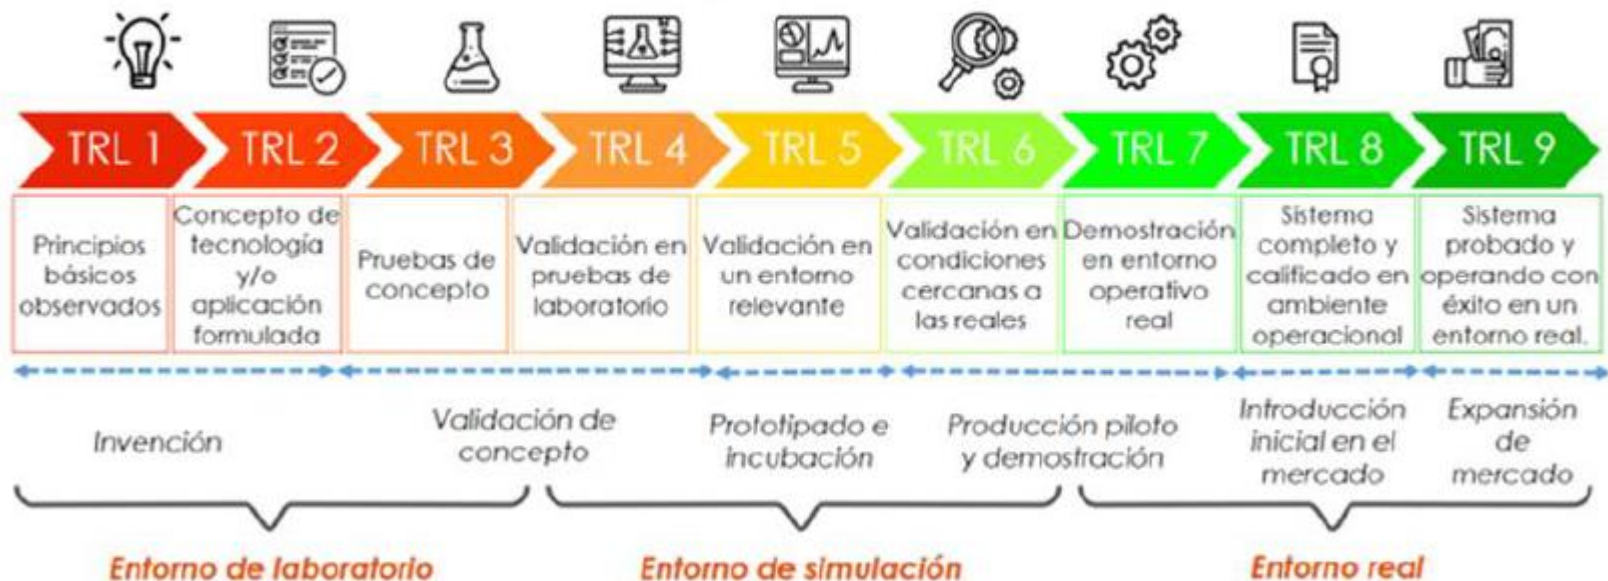 TRL 1
TRL 2
TRL 3
TRL 4
TRL 5
TRL 6
TRL 7
TRL 8
TRL 9
Principios
básicos
observados
Concepto de
tecnología
y/o
aplicación
formulada
Pruebas de
concepto
Validación en
pruebas de
laboratorio
Validación en
un entorno
relevante
Validación en
condiciones
cercanas a
las reales
Demostración
en entorno
operativo
real
Sistema
completo y
calificado en
ambiente
operacional
Sistema
probado y
operando con
éxito en un
entorno real.
Invención
Validación de
concepto
Prototipado e
incubación
Producción piloto
y demostración
Introducción
inicial en el
mercado
Expansión
de
mercado
Entorno de laboratorio
Entorno de simulación
Entorno real